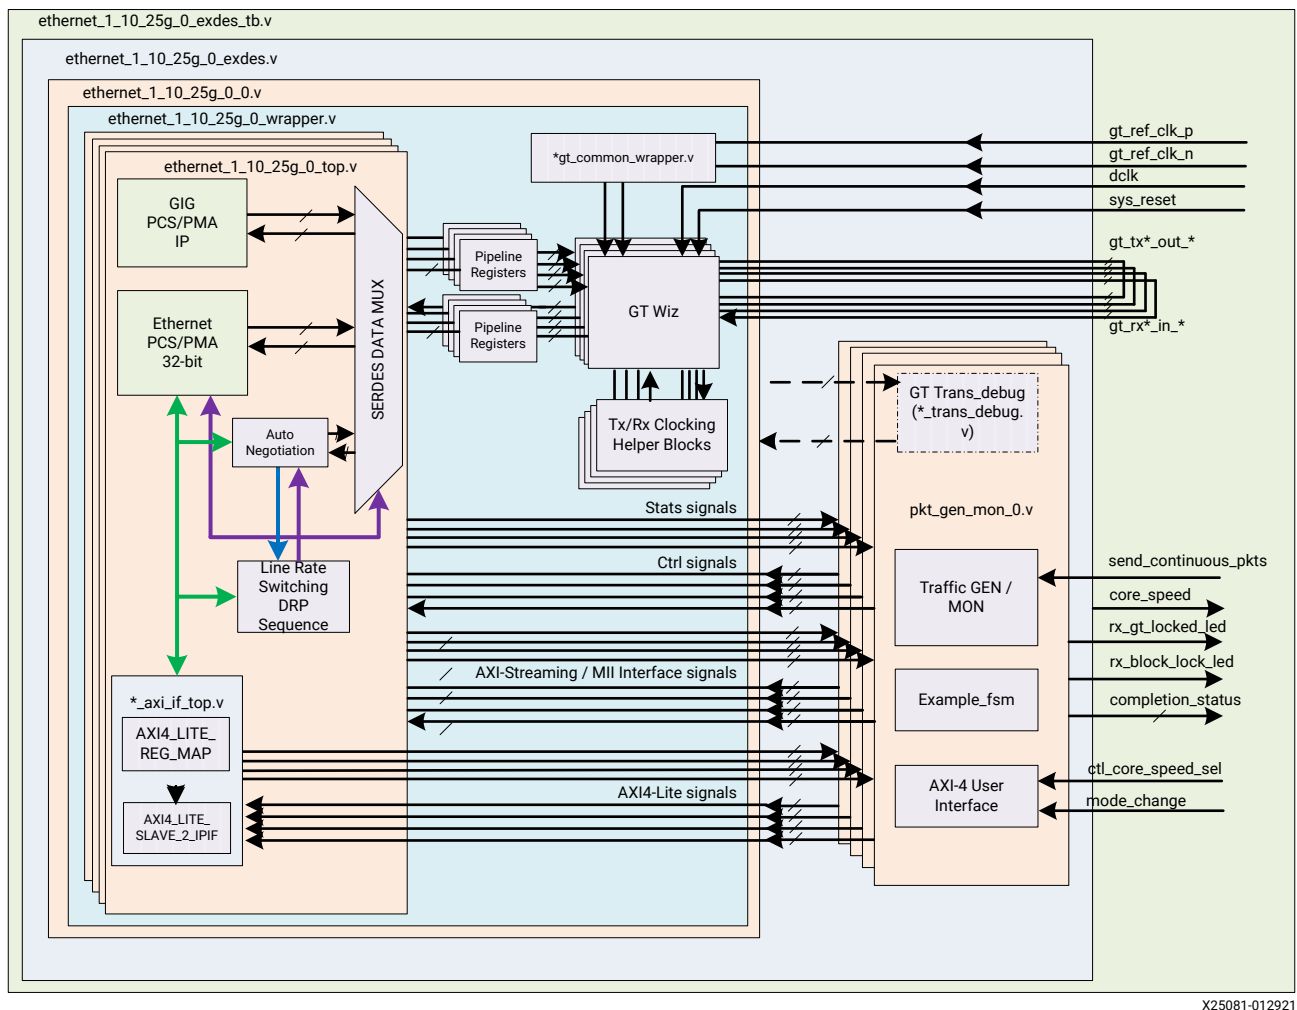 ethernet_1_10_25g_0_exdes_tb.v
ethernet_1_10_25g_0_exdes.v
ethernet_1_10_25g_0_0.v
ethernet_1_10_25g_0_wrapper.v
ethernet_1_10_25g_0_top.v
GIG
PCS/PMA
IP
Ethernet
PCS/PMA
32-bit
Auto
Negotiation
Line Rate
Switching
DRP
Sequence
SERDES DATA MUX
*_axi_if_top.v
AXI4_LITE_
REG_MAP
AXI4_LITE_
SLAVE_2_IPIF
*gt_common_wrapper.v
Pipeline
Registers
Pipeline
Registers
GT Wiz
Tx/Rx Clocking
Helper Blocks
Stats signals
Ctrl signals
AXI-Streaming / MII Interface signals
AXI4-Lite signals
GT Trans_debug
(*_trans_debug.
v)
pkt_gen_mon_0.v
Traffic GEN /
MON
Example_fsm
AXI-4 User
Interface
gt_ref_clk_p
gt_ref_clk_n
dclk
sys_reset
gt_tx*_out_*
gt_rx*_in_*
send_continuous_pkts
core_speed
rx_gt_locked_led
rx_block_lock_led
completion_status
ctl_core_speed_sel
mode_change
X25081-012921